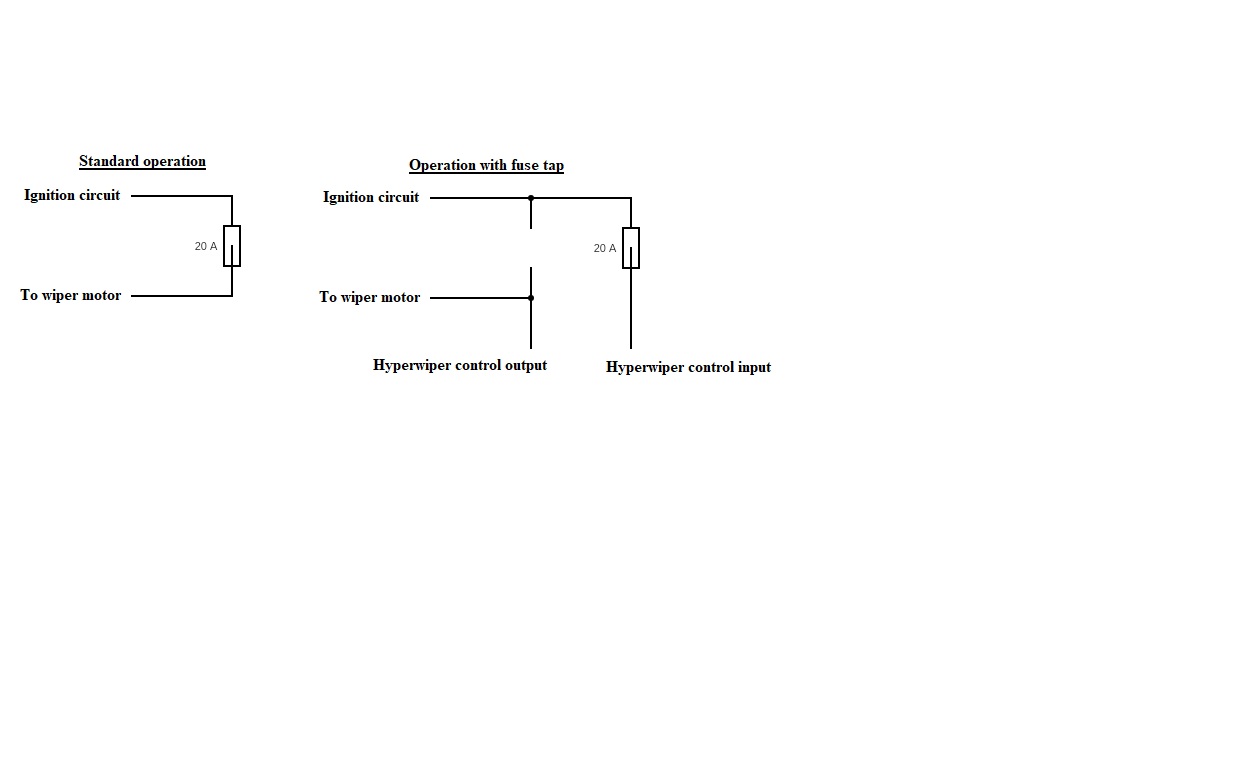 Standard operation
Ignition circuit
20 A
To wiper motor
Operation with fuse tap
Ignition circuit
20 A
To wiper motor
Hyperwiper control output
Hyperwiper control input